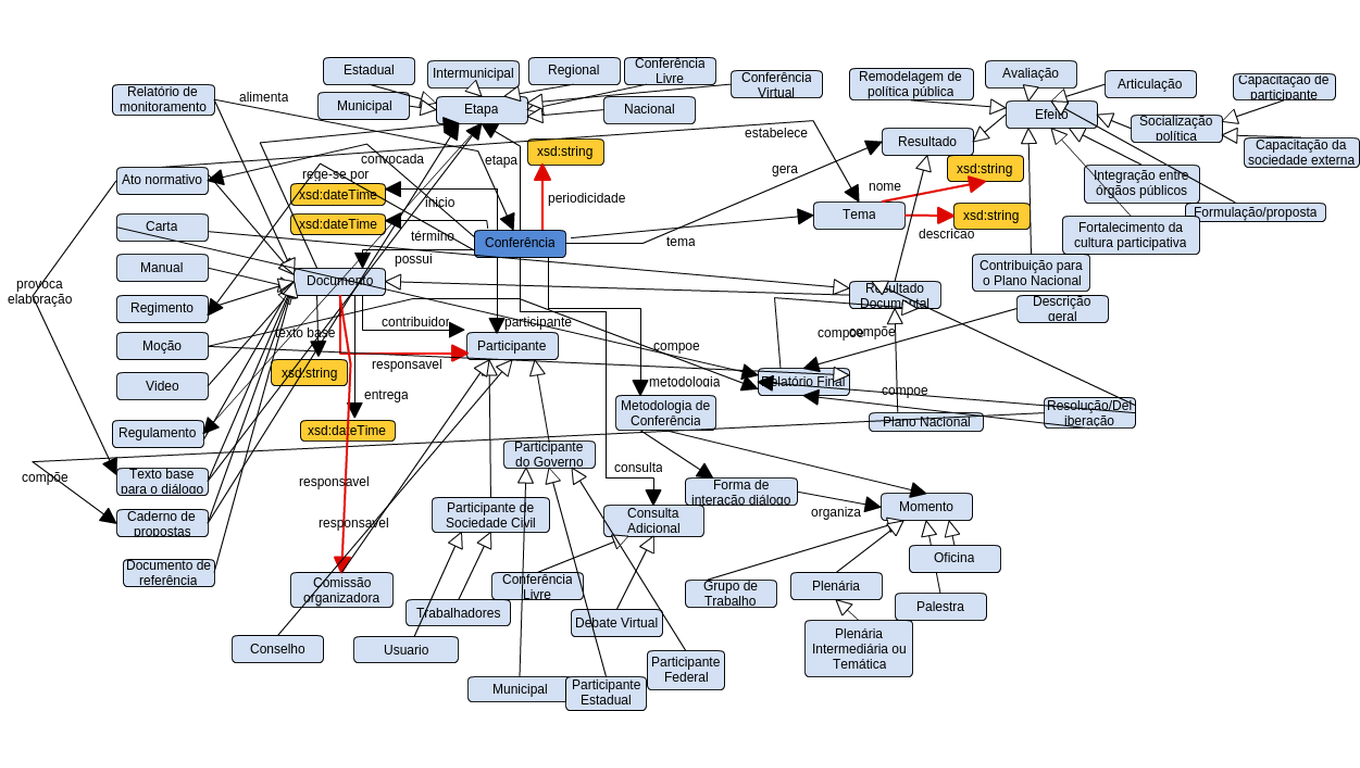 Estadual
Intermunicipal
Regional
Conferência
Livre
Conferência
Virtual
Municipal
Etapa
Nacional
Relatório de
monitoramento
alimenta
Remodelagem de
política pública
Avaliação
Articulação
Capacitação de
participante
Efeito
Socialização
política
Capacitação da
sociedade externa
estabelece
Resultado
xsd:string
convocada
etapa
xsd:string
gera
nome
Ato normativo
rege-se por
xsd:dateTime
inicio
periodicidade
Integração entre
órgãos públicos
Formulação/proposta
Carta
xsd:dateTime
término
Conferência
tema
Tema
xsd:string
descricao
Fortalecimento da
cultura participativa
possui
Manual
Documento
Contribuição para
o Plano Nacional
provoca
elaboração
Regimento
Resultado
Documental
Descrição
geral
contribuidor
participante
texto base
compoe
compõe
Moção
Participante
compoe
responsavel
xsd:string
Video
metodologia
Relatório Final
compoe
entrega
Metodologia de
Conferência
Plano Nacional
Resolução/Del
iberação
Regulamento
xsd:dateTime
Participante
do Governo
consulta
compõe
Texto base
para o diálogo
responsavel
Forma de
interação diálogo
organiza
Momento
Caderno de
propostas
responsavel
Participante de
Sociedade Civil
Consulta
Adicional
Oficina
Documento de
referência
Comissão
organizadora
Conferência
Livre
Grupo de
Trabalho
Plenária
Palestra
Trabalhadores
Debate Virtual
Conselho
Usuario
Plenária
Intermediária ou
Temática
Participante
Federal
Municipal
Participante
Estadual